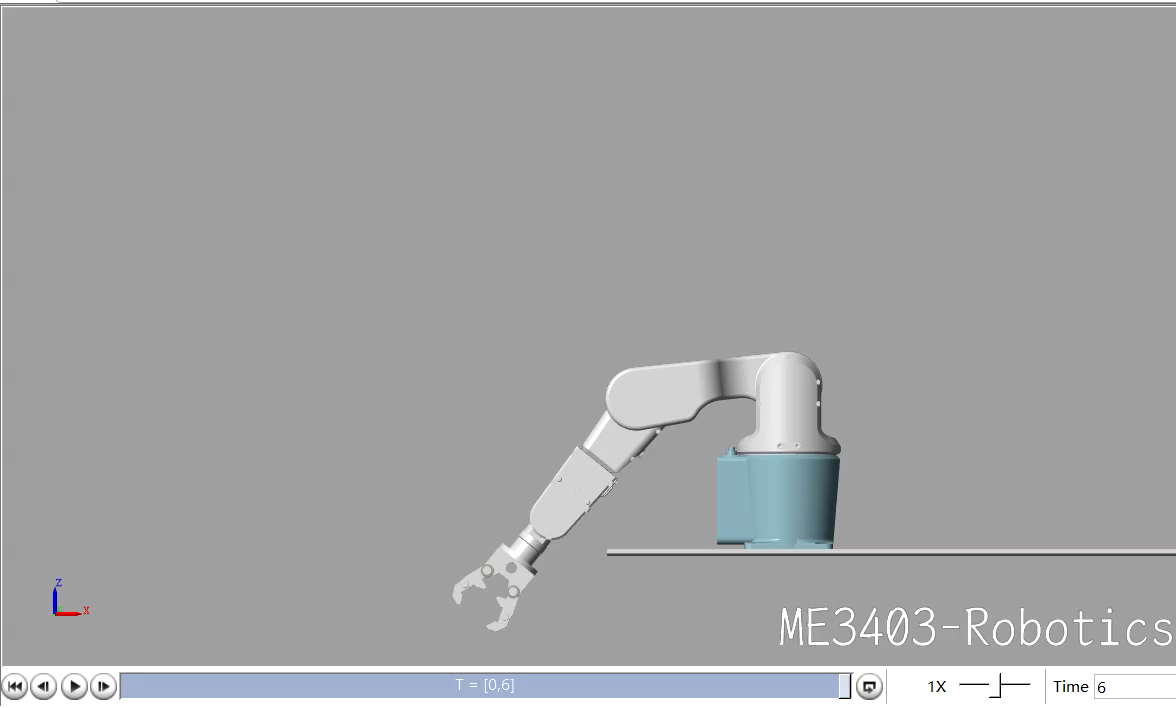 Z
X
ME3403-Robotics
T = [0,6]
1X
Time 6